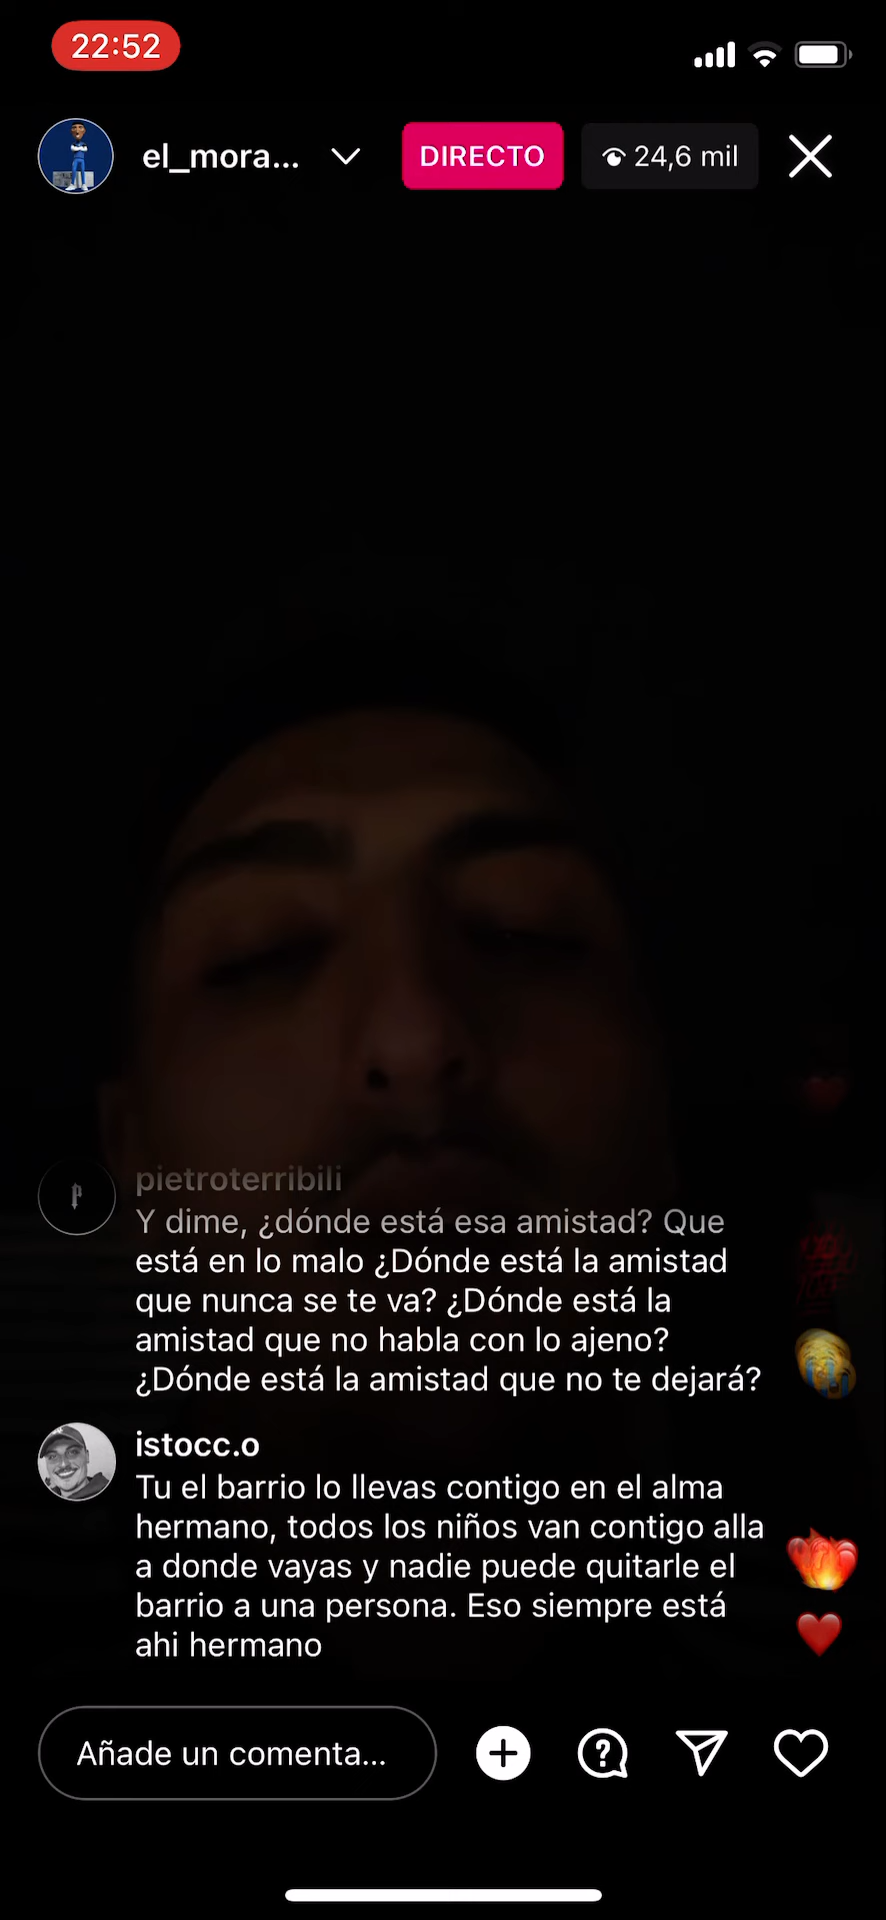 22:52
el_mora...
DIRECTO
24,6 mil
pietroterribili
Y dime, ¿dónde está esa amistad? Que
está en lo malo ¿Dónde está la amistad
que nunca se te va? ¿Dónde está la
amistad que no habla con lo ajeno?
¿Dónde está la amistad que no te dejará?
istocc.o
Tu el barrio lo llevas contigo en el alma
hermano, todos los niños van contigo alla
a donde vayas y nadie puede quitarle el
barrio a una persona. Eso siempre está
ahi hermano
Añade un comenta...